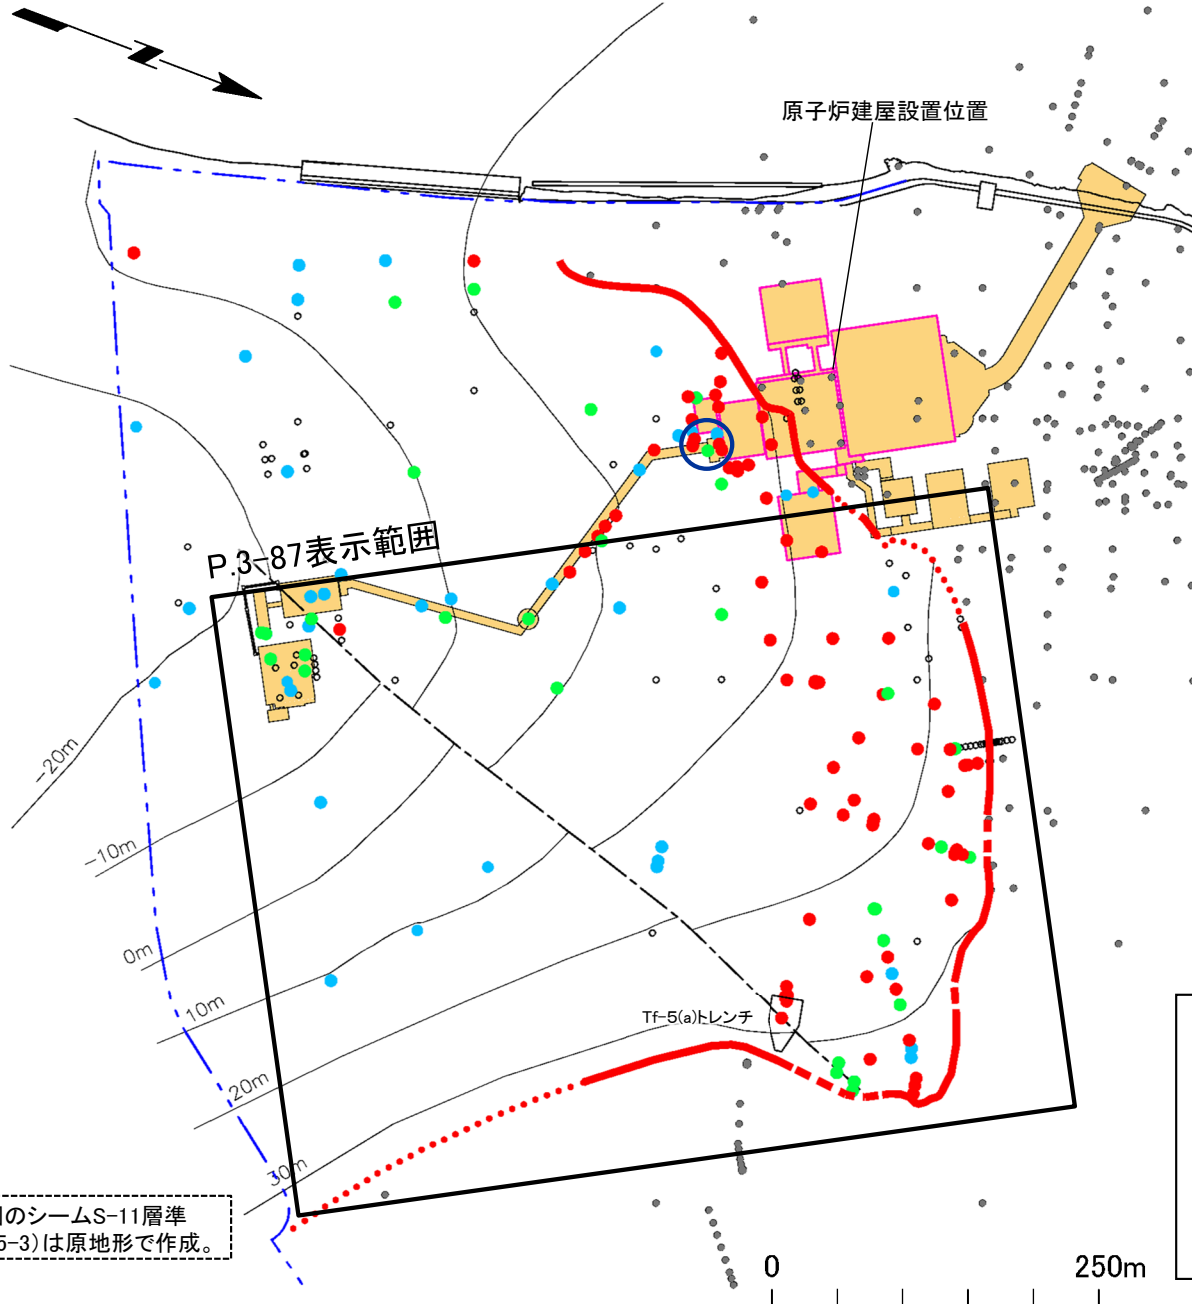 原子炉建屋設置位置
P.3-87表示範囲
-20m
-10m
0m
10m
20m
30m
Tf-5(a)トレンチ
のシームS-11層準
5-3)は原地形で作成。
0
250m